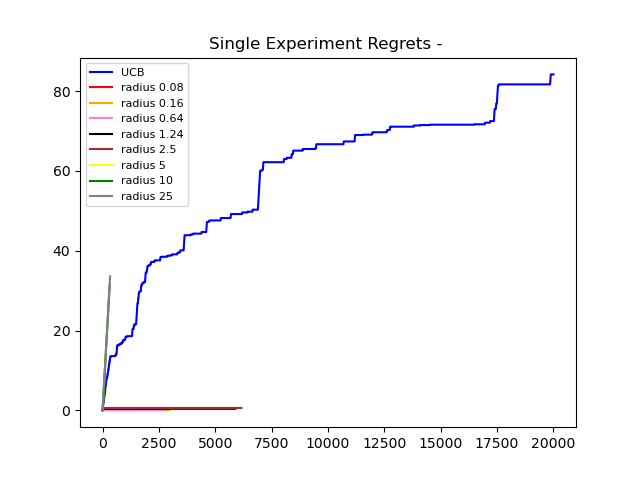 Single Experiment Regrets -
UCB
radius 0.08
radius 0.16
radius 0.64
radius 1.24
radius 2.5
radius 5
radius 10
radius 25
80
60
40
20
0
0 2500 5000 7500 10000 12500 15000 17500 20000